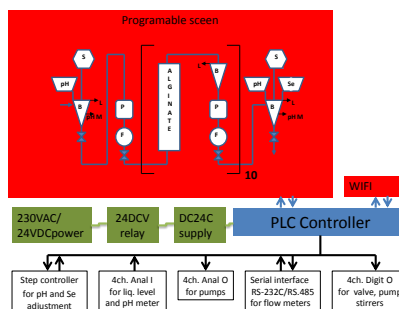 Programable sceen
S
pH
B
L
pH M
P
F
A
L
G
I
N
A
T
E
L
B
P
F
10
S
pH
Se
B
L
pH M
WIFI
230VAC/
24VDCpower
24DCV
relay
DC24C
supply
PLC Controller
Step controller
for pH and Se
adjustment
4ch. Anal I
for liq. level
and pH meter
4ch. Anal O
for pumps
Serial interface
RS-232C/RS.485
for flow meters
4ch. Digit O
for valve, pump
stirrers